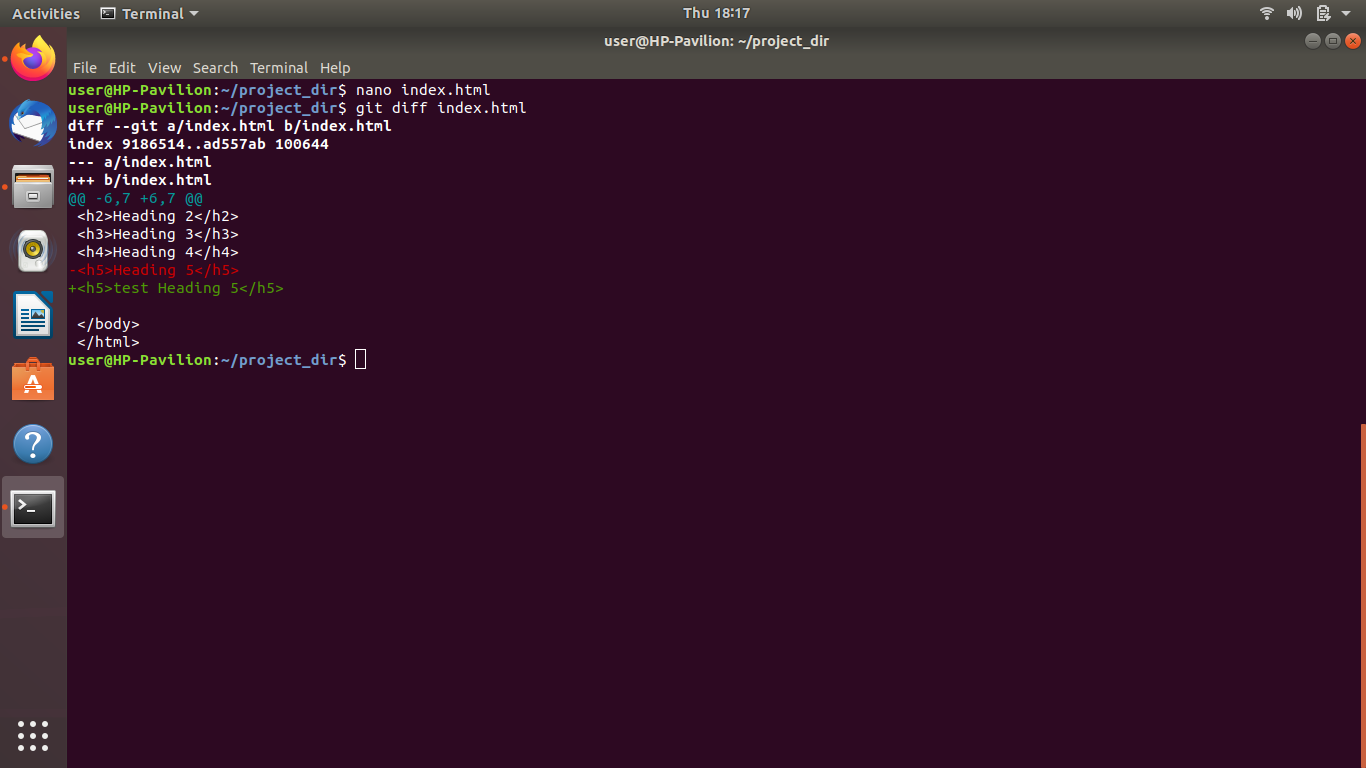 Activities Terminal Thu 18:17
user@HP-Pavilion: ~/project_dir
File Edit View Search Terminal Help
user@HP-Pavilion:~/project_dir$ nano index.html
user@HP-Pavilion:~/project_dir$ git diff index.html
diff --git a/index.html b/index.html
index 9186514..ad557ab 100644
--- a/index.html
+++ b/index.html
@@ -6,7 +6,7 @@
 <h2>Heading 2</h2>
 <h3>Heading 3</h3>
 <h4>Heading 4</h4>
-<h5>Heading 5</h5>
+<h5>test Heading 5</h5>
 </body>
 </html>
user@HP-Pavilion:~/project_dir$